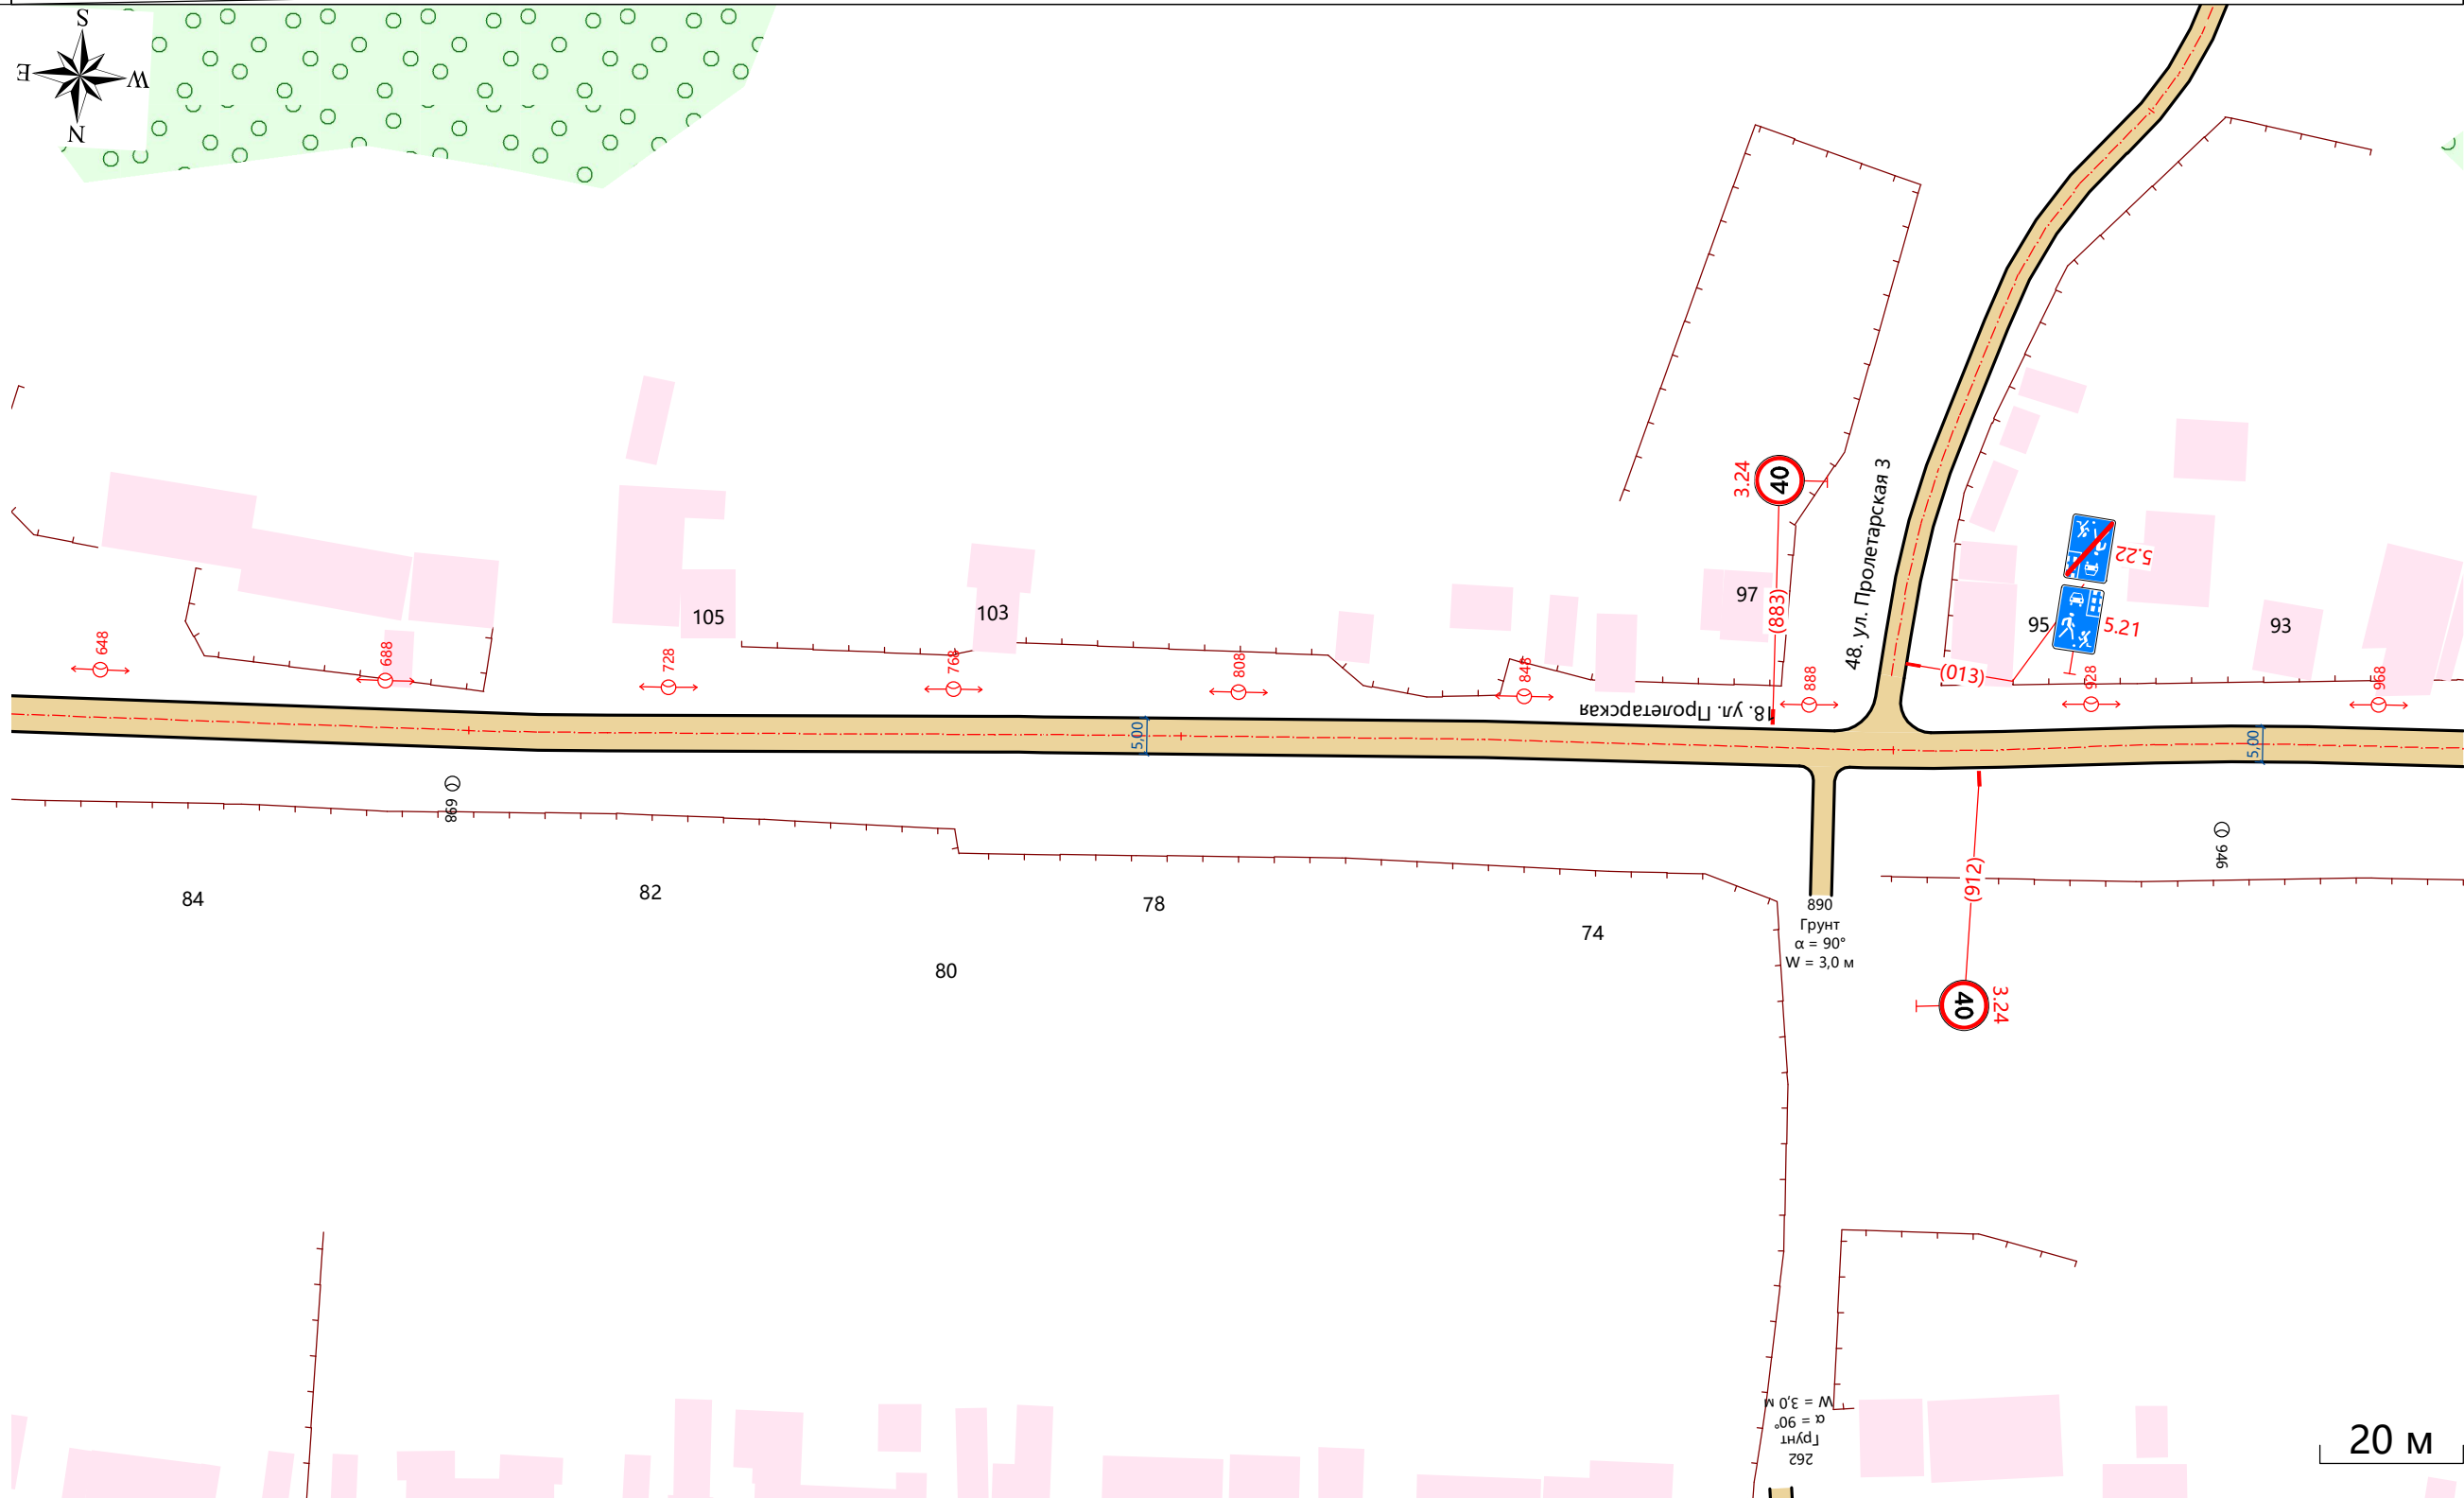 S
E
W
N
3.24
40
48. ул. Пролетарская 3
5.22
5.21
97
(883)
95
93
105
103
648
688
728
768
808
848
888
928
968
(013)
18. ул. Пролетарская
5,00
5,00
668
946
(912)
84
82
78
74
80
890
Грунт
α = 90°
W = 3,0 м
40
3.24
262
Грунт
α = 90°
W = 3,0 м
20 м